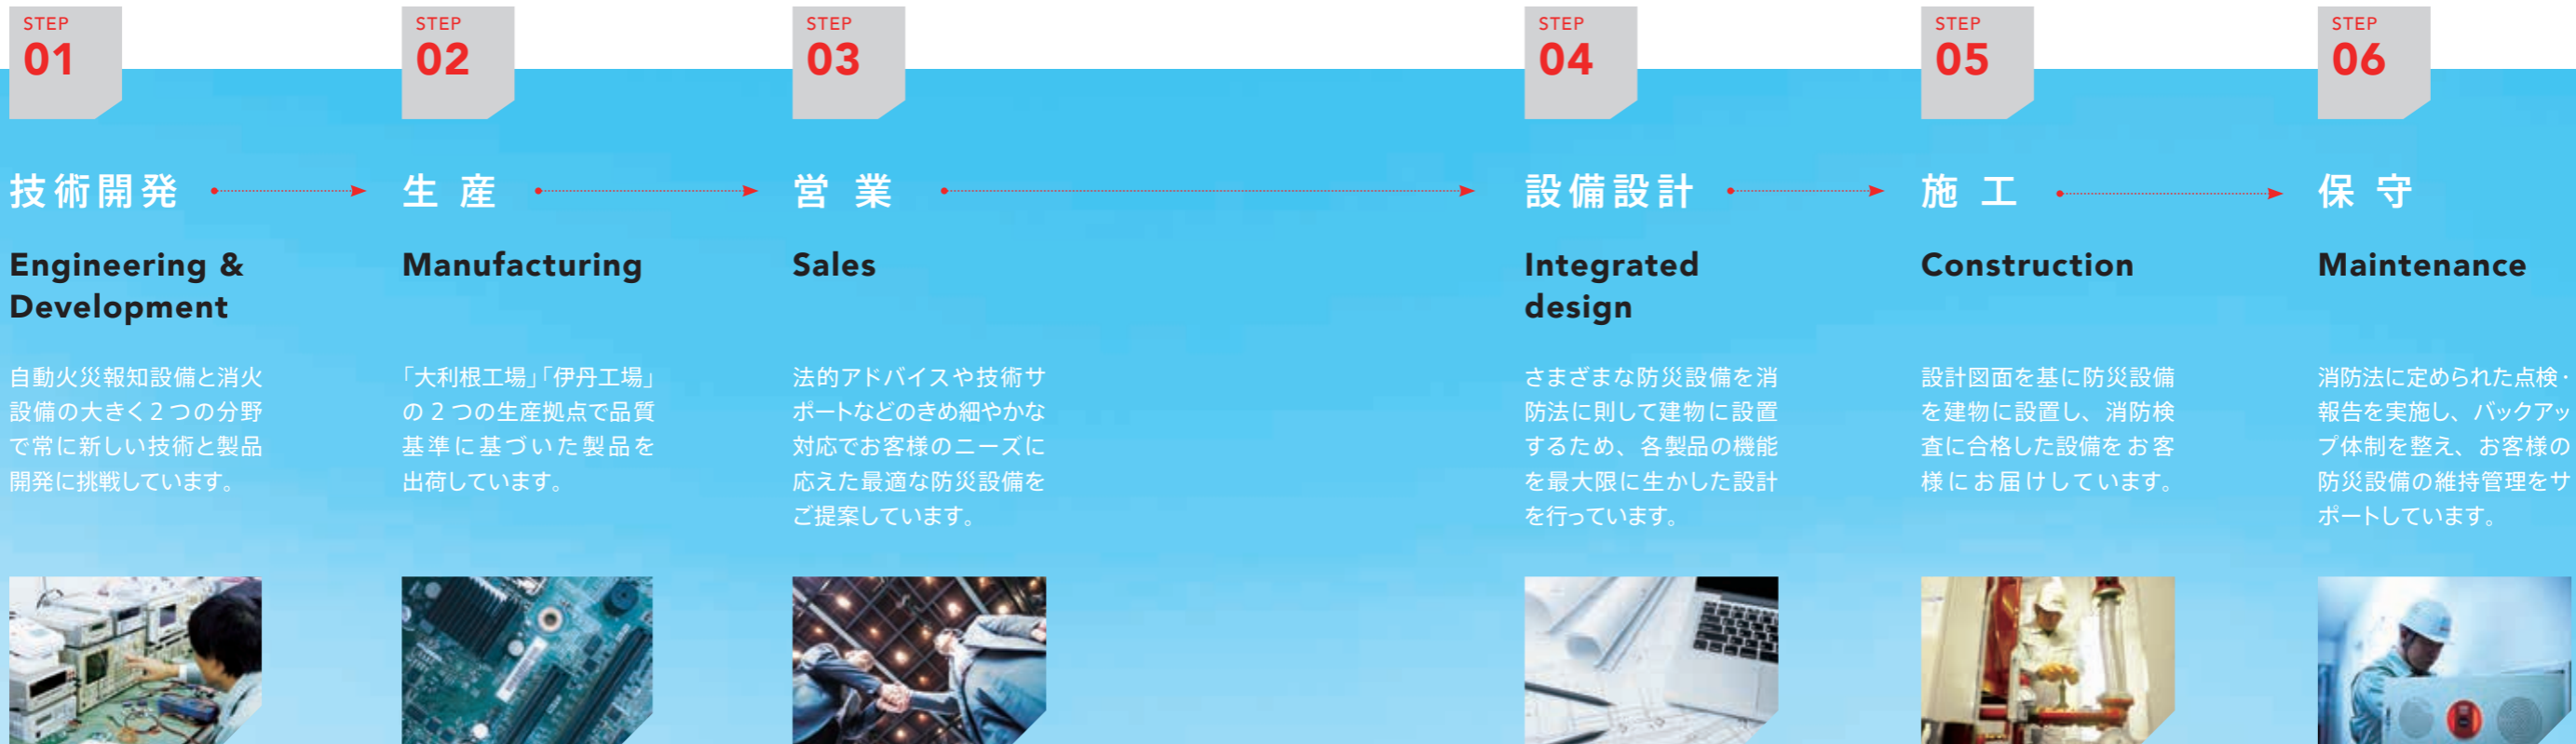 STEP
01
技術開発
Engineering &
Development
自動火災報知設備と消火
設備の大きく2つの分野
で常に新しい技術と製品
開発に挑戦しています。
STEP
02
生 産
Manufacturing
「大利根工場」「伊丹工場」
の 2 つの生産拠点で品質
基準に基づいた製品を
出荷しています。
STEP
03
営 業
Sales
法的アドバイスや技術サ
ポートなどのきめ細やかな
対応でお客様のニーズに
応えた最適な防災設備を
ご提案しています。
STEP
04
設備設計
Integrated
design
さまざまな防災設備を消
防法に則して建物に設置
するため、各製品の機能
を最大限に生かした設計
を行っています。
STEP
05
施 工
Construction
設計図面を基に防災設備
を建物に設置し、消防検
査に合格した設備をお客
様にお届けしています。
STEP
06
保 守
Maintenance
消防法に定められた点検・
報告を実施し、バックアッ
プ体制を整え、お客様の
防災設備の維持管理をサ
ポートしています。